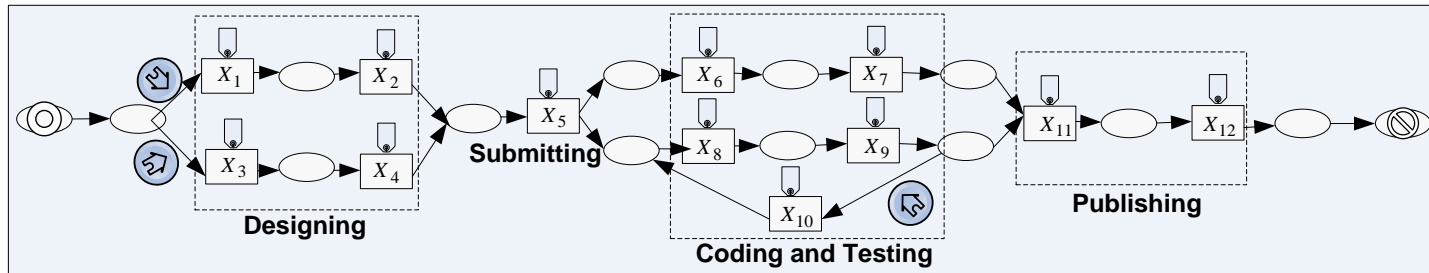 X1
X2
X3
X4
Designing
X5
Submitting
X6
X7
X8
X9
X10
Coding and Testing
X11
X12
Publishing